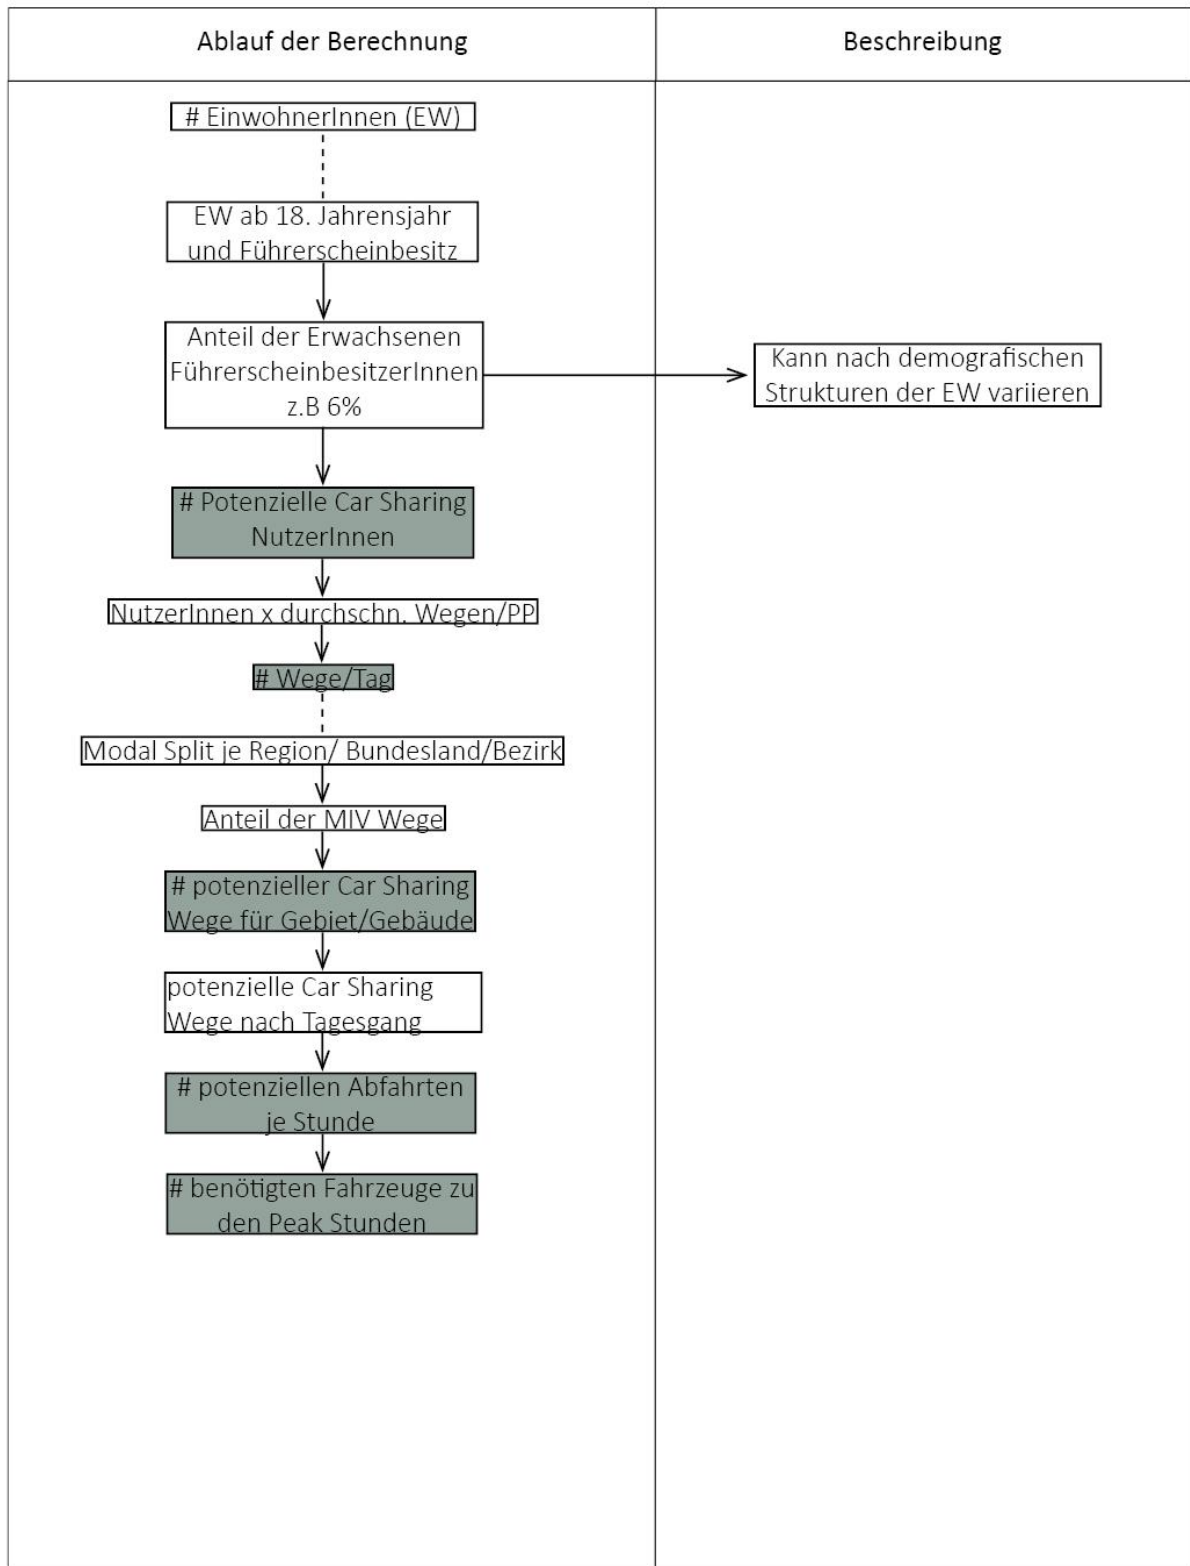 Ablauf der Berechnung
Beschreibung
# EinwohnerInnen (EW)
EW ab 18. Jahrensjahr
und Führerscheinbesitz
Anteil der Erwachsenen
FührerscheinbesitzerInnen
z.B 6%
Kann nach demografischen
Strukturen der EW variieren
# Potenzielle Car Sharing
NutzerInnen
NutzerInnen x durchschn. Wegen/PP
# Wege/Tag
Modal Split je Region/ Bundesland/Bezirk
Anteil der MIV Wege
# potenzieller Car Sharing
Wege für Gebiet/Gebäude
potenzielle Car Sharing
Wege nach Tagesgang
# potenziellen Abfahrten
je Stunde
# benötigten Fahrzeuge zu
den Peak Stunden